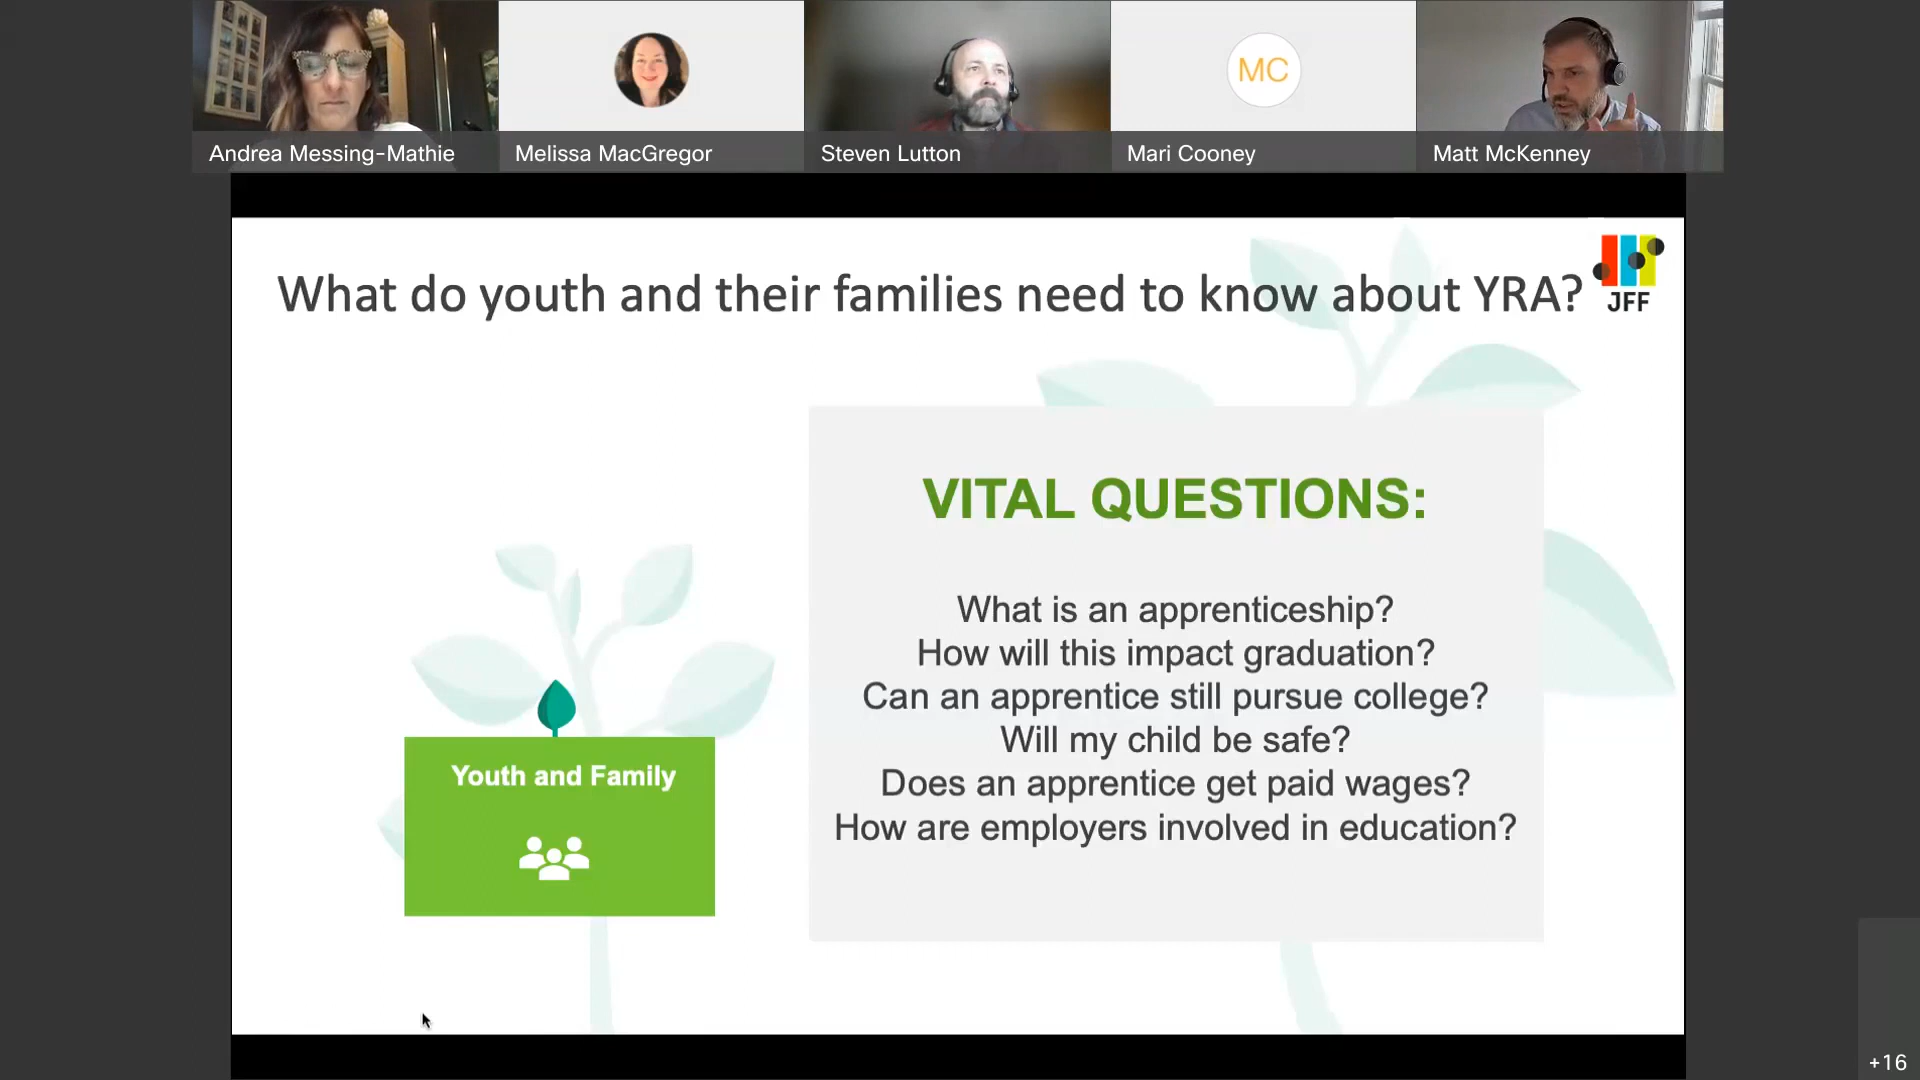 Andrea Messing-Mathie
Melissa MacGregor
Steven Lutton
MC
Mari Cooney
Matt McKenney
What do youth and their families need to know about YRA?
JFF
VITAL QUESTIONS:
What is an apprenticeship?
How will this impact graduation?
Can an apprentice still pursue college?
Will my child be safe?
Does an apprentice get paid wages?
How are employers involved in education?
Youth and Family
+16